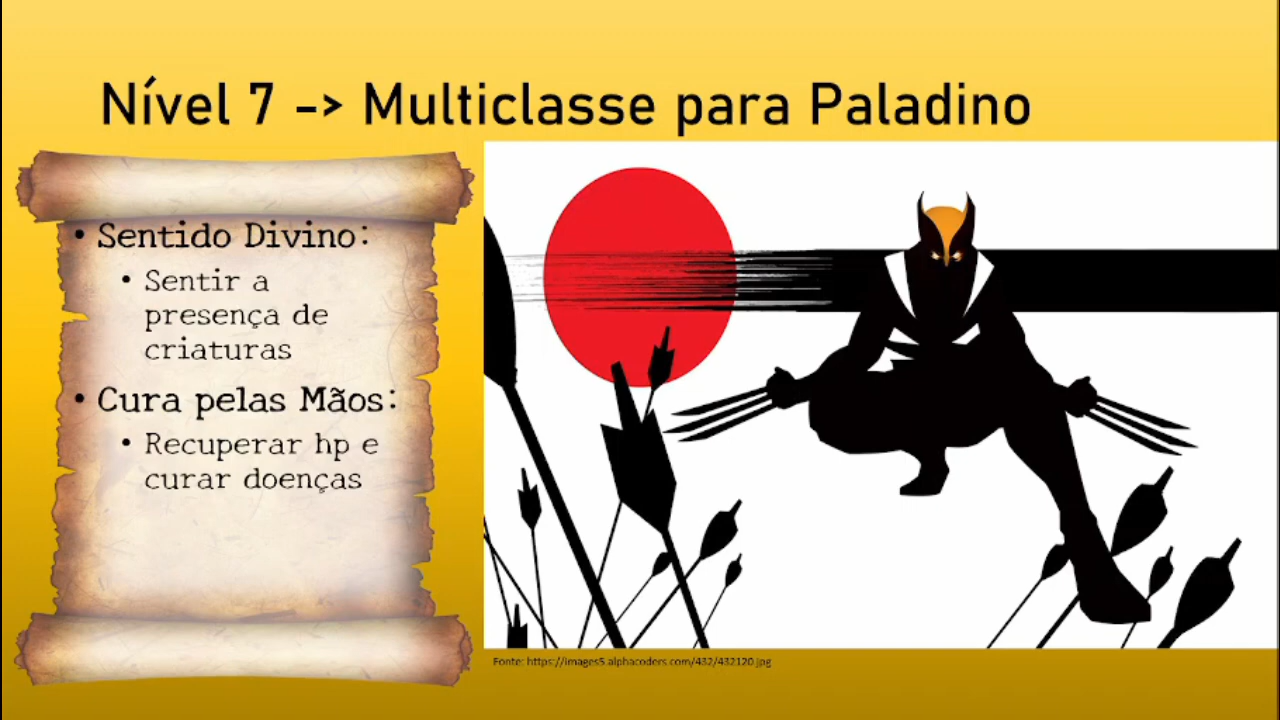 Nível 7 -> Multiclasse para Paladino
• Sentido Divino:
• Sentir a
presença de
criaturas
• Cura pelas Mãos:
• Recuperar hp e
curar doenças
Fonte: https://images5.alphacoders.com/432/432120.jpg